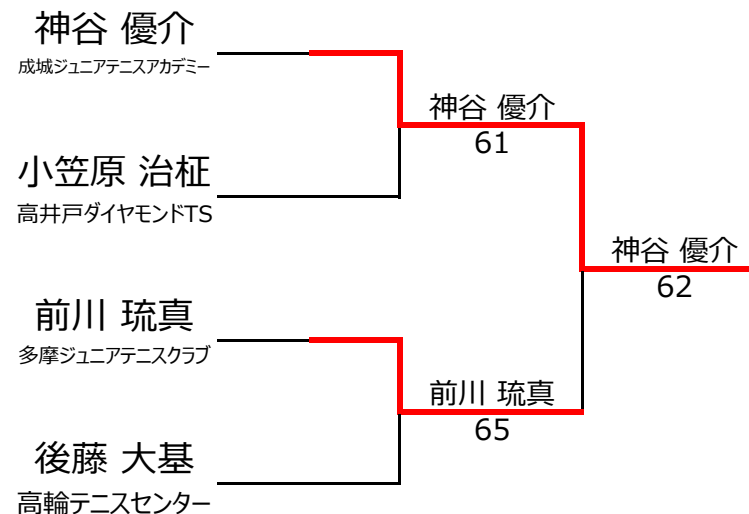 神谷 優介
成城ジュニアテニスアカデミー
神谷 優介
61
小笠原 治柾
高井戸ダイヤモンドTS
神谷 優介
62
前川 琉真
多摩ジュニアテニスクラブ
前川 琉真
65
後藤 大基
高輪テニスセンター